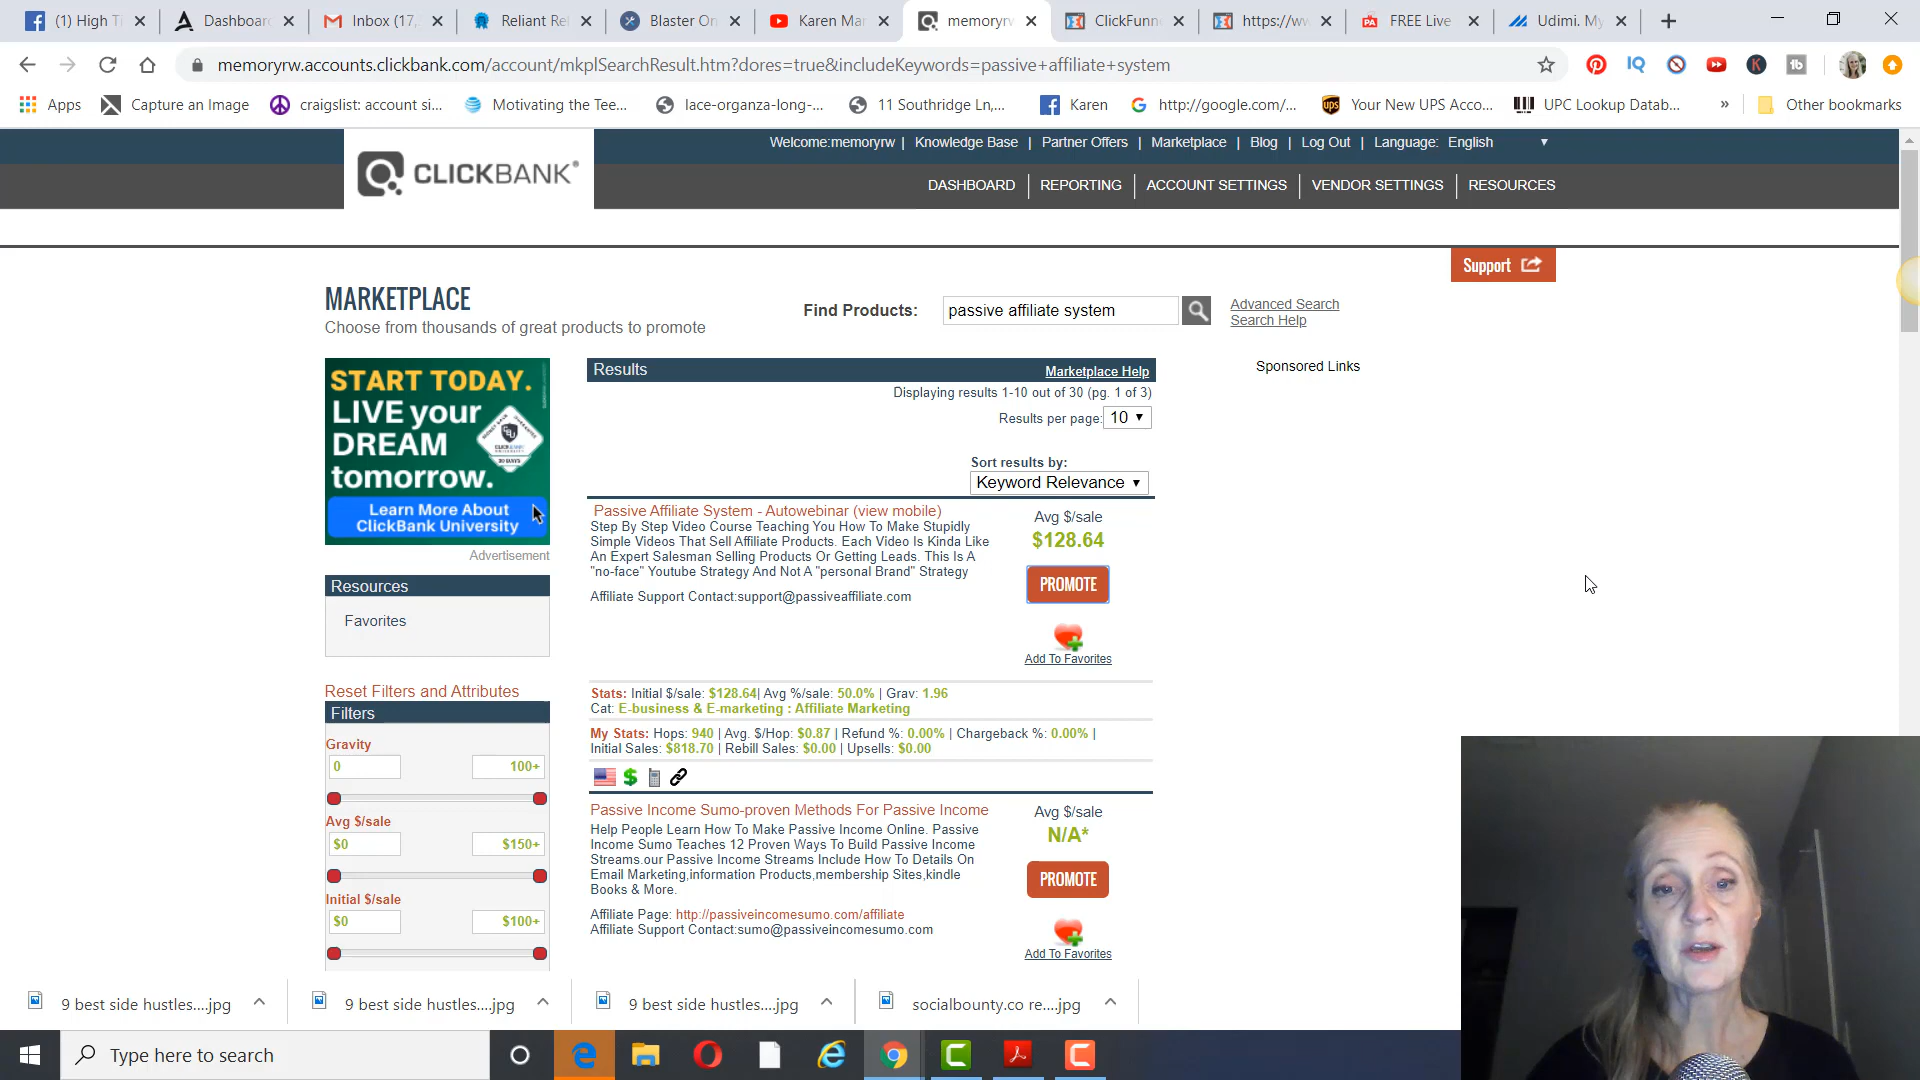 (1) High Ti
Dashboar
Inbox (17,
Reliant Re
Blaster On
Karen Mar
memoryrw
ClickFunn
https://ww
FREE Live
Udimi. My
memoryrw.accounts.clickbank.com/account/mkplSearchResult.htm?dores=true&includeKeywords=passive+affiliate+system
Apps
Capture an Image
craigslist: account si...
Motivating the Tee...
lace-organza-long-...
11 Southridge Ln,...
Karen
http://google.com/...
Your New UPS Acco...
UPC Lookup Datab...
»
Other bookmarks
Welcome:memoryrw | Knowledge Base | Partner Offers | Marketplace | Blog | Log Out | Language: English
CLICKBANK®
DASHBOARD | REPORTING | ACCOUNT SETTINGS | VENDOR SETTINGS | RESOURCES
Support
MARKETPLACE
Choose from thousands of great products to promote
Find Products: passive affiliate system
Advanced Search
Search Help
START TODAY.
LIVE your
DREAM
tomorrow.
Learn More About
ClickBank University
Advertisement
Results
Marketplace Help
Displaying results 1-10 out of 30 (pg. 1 of 3)
Results per page: 10
Sort results by:
Keyword Relevance
Sponsored Links
Passive Affiliate System - Autowebinar (view mobile)
Step By Step Video Course Teaching You How To Make Stupidly
Simple Videos That Sell Affiliate Products. Each Video Is Kinda Like
An Expert Salesman Selling Products Or Getting Leads. This Is A
"no-face" Youtube Strategy And Not A "personal Brand" Strategy
Affiliate Support Contact:support@passiveaffiliate.com
Avg $/sale
$128.64
PROMOTE
Add To Favorites
Stats: Initial $/sale: $128.64| Avg %/sale: 50.0% | Grav: 1.96
Cat: E-business & E-marketing : Affiliate Marketing
My Stats: Hops: 940 | Avg. $/Hop: $0.87 | Refund %: 0.00% | Chargeback %: 0.00% |
Initial Sales: $818.70 | Rebill Sales: $0.00 | Upsells: $0.00
Passive Income Sumo-proven Methods For Passive Income
Help People Learn How To Make Passive Income Online. Passive
Income Sumo Teaches 12 Proven Ways To Build Passive Income
Streams.our Passive Income Streams Include How To Details On
Email Marketing,information Products,membership Sites,kindle
Books & More.
Affiliate Page: http://passiveincomesumo.com/affiliate
Affiliate Support Contact:sumo@passiveincomesumo.com
Avg $/sale
N/A*
PROMOTE
Add To Favorites
Resources
Favorites
Reset Filters and Attributes
Filters
Gravity
0
100+
Avg $/sale
$0
$150+
Initial $/sale
$0
$100+
9 best side hustles....jpg
9 best side hustles....jpg
9 best side hustles....jpg
socialbounty.co re....jpg
Type here to search